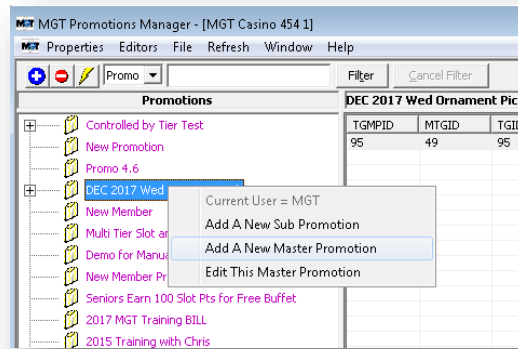 MGT MGT Promotions Manager - [MGT Casino 454 1]
MGT Properties Editors File Refresh Window Help
Promo Filter Cancel Filter
Promotions
DEC 2017 Wed Ornament Pic
TGMPID MTGID TGI
95 49 95
Controlled by Tier Test
New Promotion
Promo 4.6
DEC 2017 Wed
New Member
Multi Tier Slot ar
Demo for Manua
New Member Pr
Seniors Earn 100 Slot Pts for Free Buffet
2017 MGT Training BILL
2015 Training with Chris
Current User = MGT
Add A New Sub Promotion
Add A New Master Promotion
Edit This Master Promotion